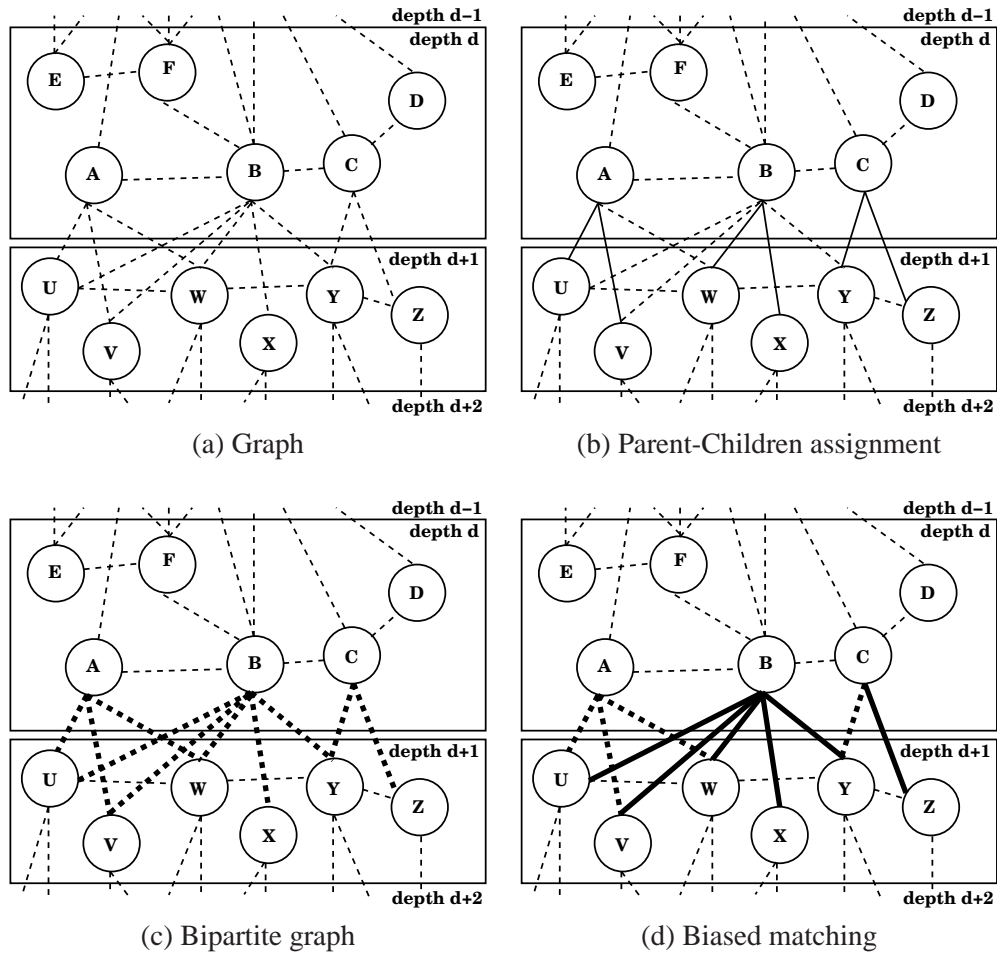 depth d−1
depth d
E
F
D
A
B
C
depth d+1
U
W
Y
Z
V
X
depth d+2
(a) Graph
depth d−1
depth d
E
F
D
A
B
C
depth d+1
U
W
Y
Z
V
X
depth d+2
(b) Parent-Children assignment
depth d−1
depth d
E
F
D
A
B
C
depth d+1
U
W
Y
Z
V
X
depth d+2
(c) Bipartite graph
depth d−1
depth d
E
F
D
A
B
C
depth d+1
U
W
Y
Z
V
X
depth d+2
(d) Biased matching